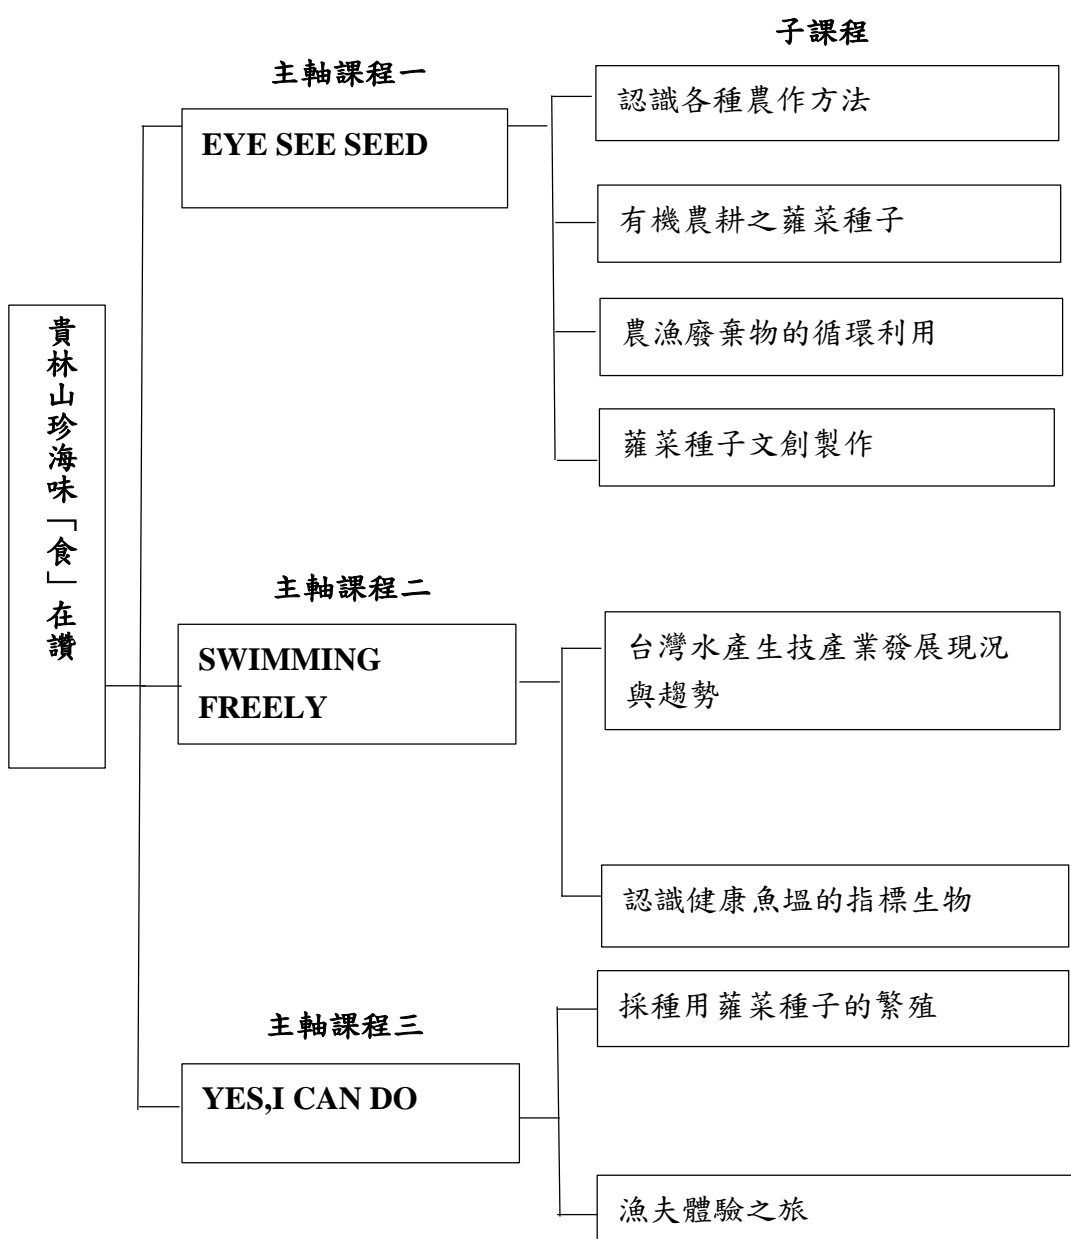 子課程
主軸課程一
EYE SEE SEED
認識各種農作方法
有機農耕之蕹菜種子
農漁廢棄物的循環利用
蕹菜種子文創製作
貴林山珍海味「食」在讚
主軸課程二
SWIMMING
FREELY
台灣水產生技產業發展現況
與趨勢
認識健康魚塭的指標生物
主軸課程三
YES,I CAN DO
採種用蕹菜種子的繁殖
漁夫體驗之旅